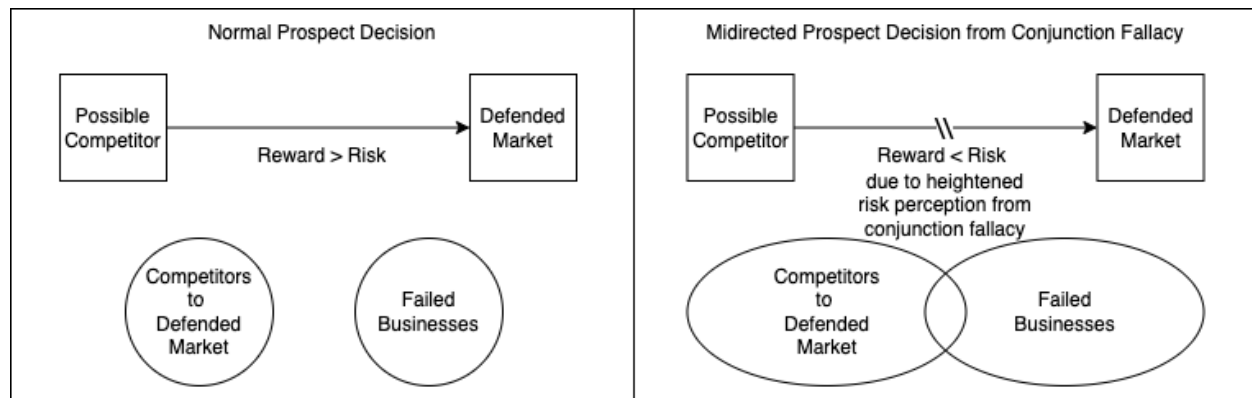 Normal Prospect Decision
Possible
Competitor
Reward > Risk
Defended
Market
Competitors
to
Defended
Market
Failed
Businesses
Midirected Prospect Decision from Conjunction Fallacy
Possible
Competitor
Reward < Risk
due to heightened
risk perception from
conjunction fallacy
Defended
Market
Competitors
to
Defended
Market
Failed
Businesses